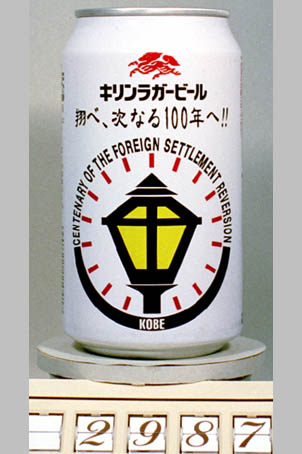 キリンラガービール
翔べ、次なる100年へ!!
CENTENARY OF THE FOREIGN SETTLEMENT REVERSION
KOBE
2987